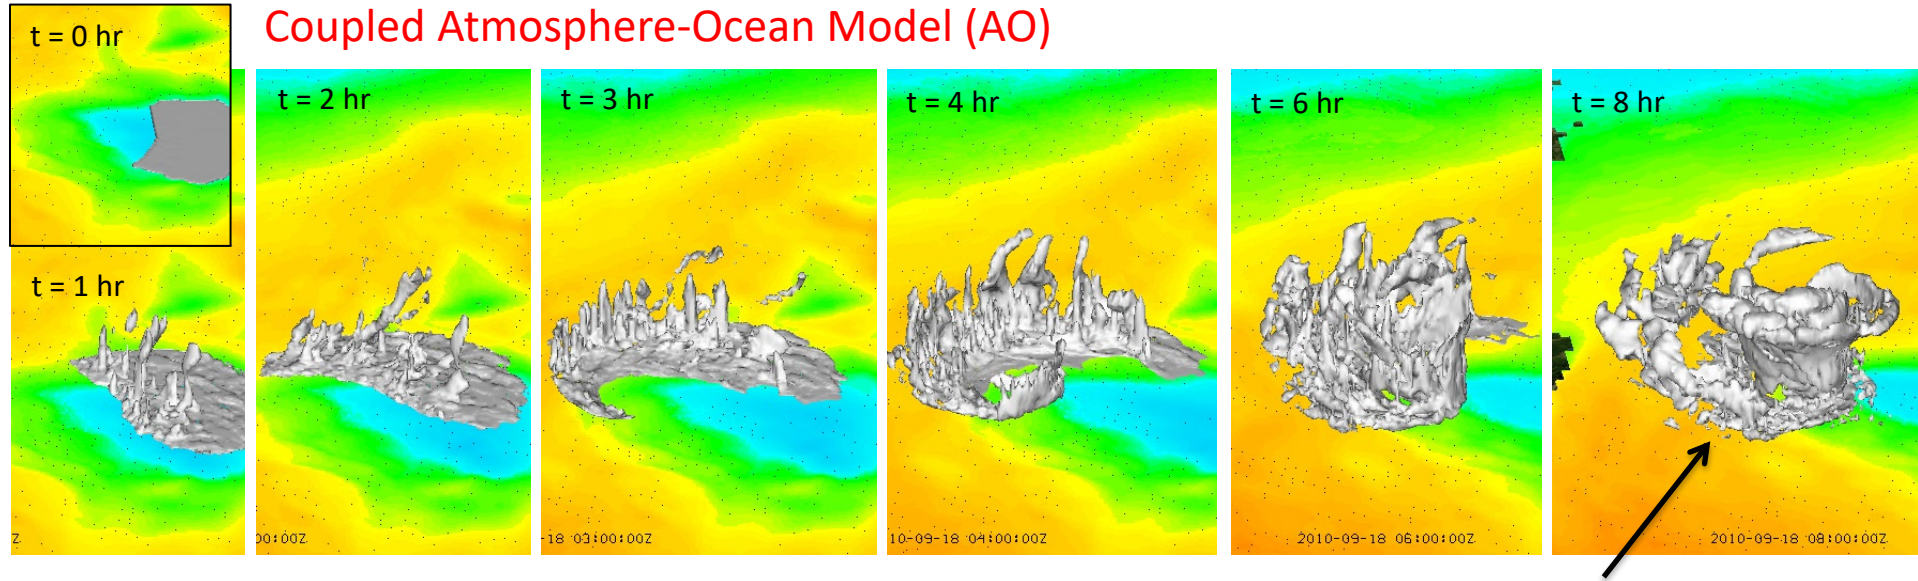 Coupled Atmosphere-Ocean Model (AO)
t = 0 hr
t = 1 hr
t = 2 hr
t = 3 hr
t = 4 hr
t = 6 hr
t = 8 hr
Z
00:00Z
-18 03:00:00Z
10-09-18 04:00:00Z
2010-09-18 06:00:00Z
2010-09-18 08:00:00Z